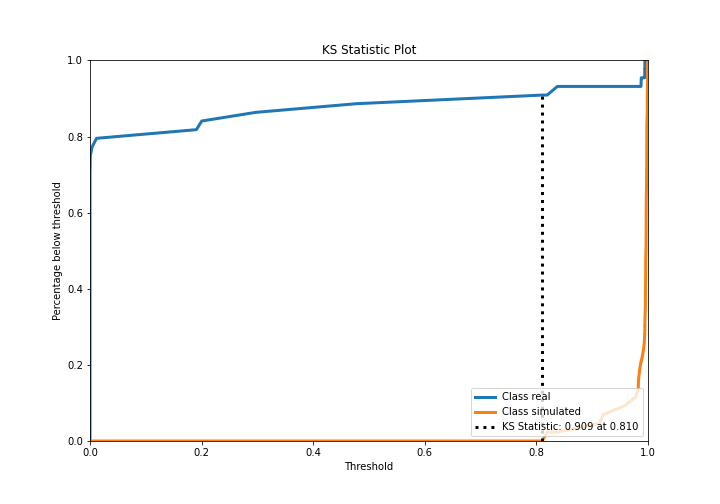 KS Statistic Plot
1.0
0.8
0.6
0.4
0.2
0.0
Percentage below threshold
Class real
Class simulated
KS Statistic: 0.909 at 0.810
0.0 0.2 0.4 0.6 0.8 1.0
Threshold